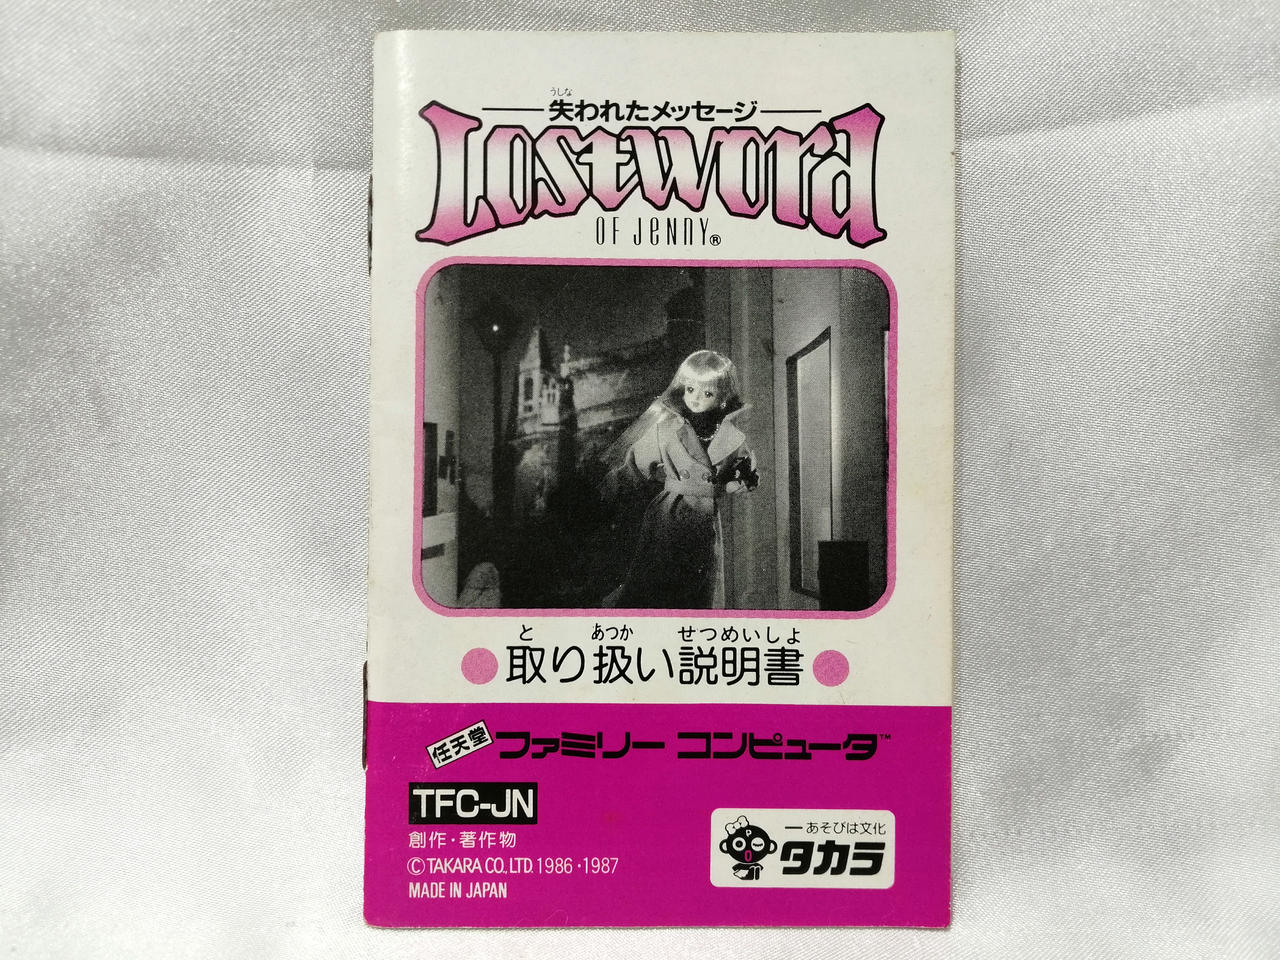 うしな
失われたメッセージ
Lostword
OF JENNY®
と あつか せつめいしょ
●取り扱い説明書●
任天堂 ファミリー コンピュータ™
TFC-JN
創作・著作物
©TAKARA CO., LTD. 1986・1987
MADE IN JAPAN
ーあそびは文化
タカラ